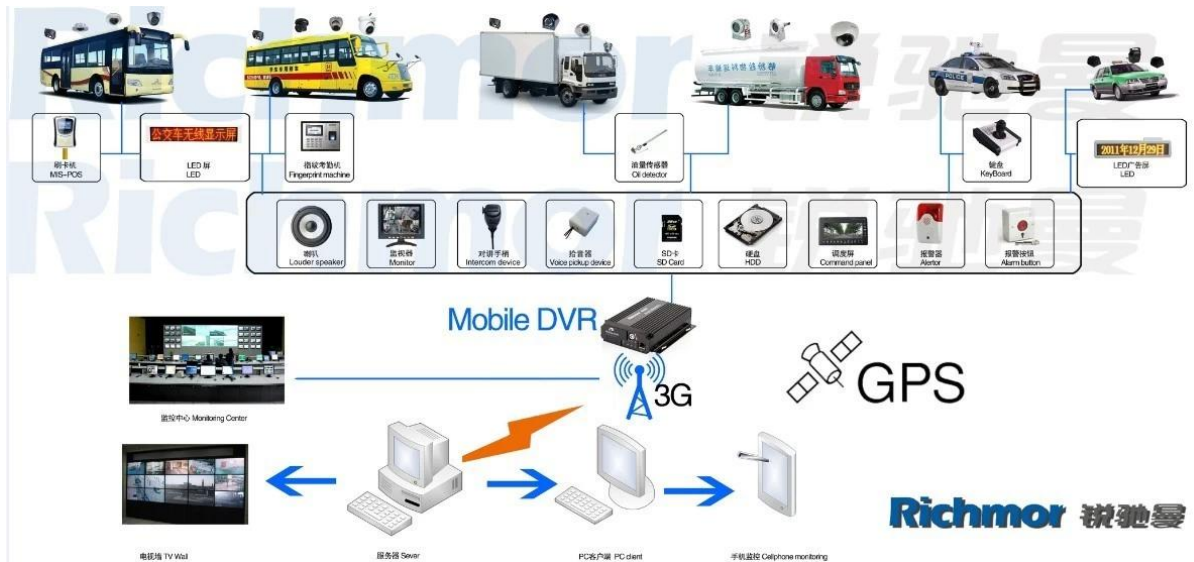 Richmor 锐驰曼
Richmor 锐驰曼
POLICE
刷卡机
MIS-POS
公交车无线显示屏
LED 屏
LED
指纹考勤机
Fingerprint machine
油量传感器
Oil detector
键盘
KeyBoard
2011年12月29日
LED广告屏
LED
喇叭
Louder speaker
监视器
Monitor
对讲手柄
Intercom device
拾音器
Voice pickup device
SD卡
SD Card
硬盘
HDD
调度屏
Command panel
报警器
Alertor
报警按钮
Alarm button
Mobile DVR
3G
GPS
监控中心 Monitoring Center
电视墙 TV Wall
服务器 Sever
PC客户端 PC client
手机监控 Cellphone monitoring
Richmor 锐驰曼